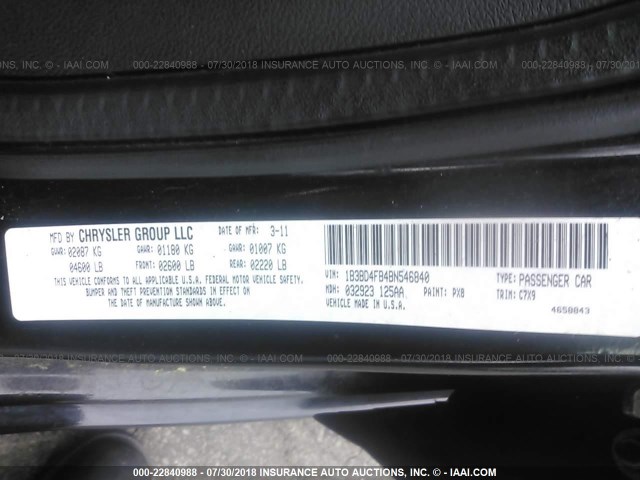 000-22840988 - 07/30/2018 INSURANCE AUTO AUCTIONS, INC. - © IAAI.COM
MFD BY CHRYSLER GROUP LLC
DATE OF MFR: 3-11
GVWR: 02087 KG
GAWR: 01180 KG
GAWR: 01007 KG
04600 LB
FRONT: 02600 LB
REAR: 02220 LB
THIS VEHICLE CONFORMS TO ALL APPLICABLE U.S.A. FEDERAL MOTOR VEHICLE SAFETY,
BUMPER AND THEFT PREVENTION STANDARDS IN EFFECT ON
THE DATE OF MANUFACTURE SHOWN ABOVE.
VIN: 1B3BD4FB4BN546840
TYPE: PASSENGER CAR
MDH: 032923 125AA
PAINT: PX8
TRIM: C7X9
VEHICLE MADE IN U.S.A.
4658843
000-22840988 - 07/30/2018 INSURANCE AUTO AUCTIONS, INC. - © IAAI.COM